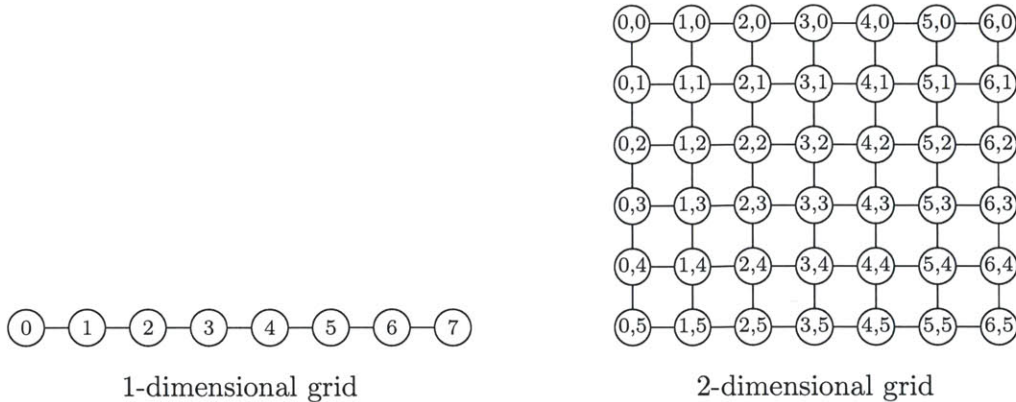 0,0 1,0 2,0 3,0 4,0 5,0 6,0
0,1 1,1 2,1 3,1 4,1 5,1 6,1
0,2 1,2 2,2 3,2 4,2 5,2 6,2
0,3 1,3 2,3 3,3 4,3 5,3 6,3
0,4 1,4 2,4 3,4 4,4 5,4 6,4
0 1 2 3 4 5 6 7
0,5 1,5 2,5 3,5 4,5 5,5 6,5
1-dimensional grid
2-dimensional grid